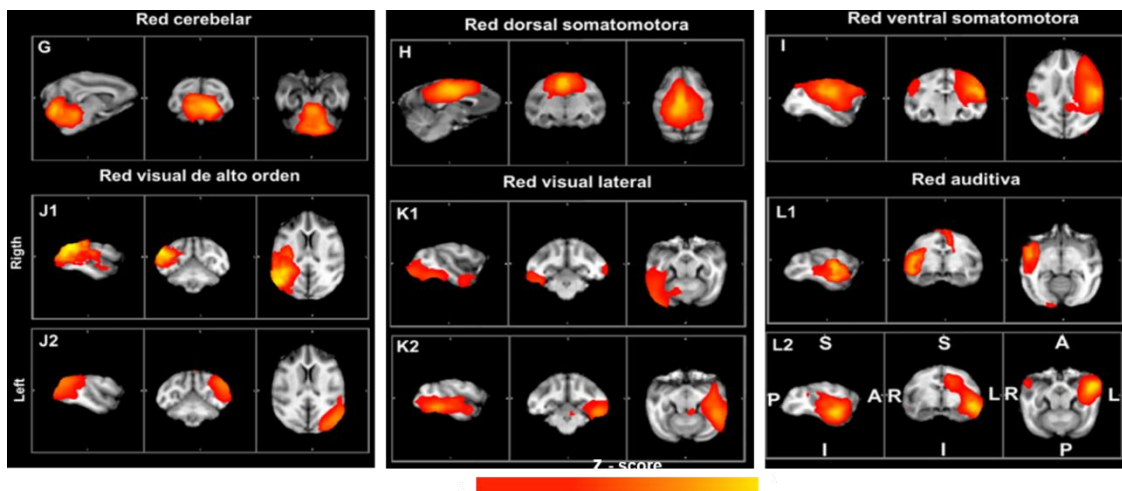 Red cerebelar
G
Red visual de alto orden
Rigth
J1
Left
J2
Red dorsal somatomotora
H
Red visual lateral
K1
K2
Z - score
Red ventral somatomotora
I
Red auditiva
L1
L2 S S A
P A R L R L
I I P